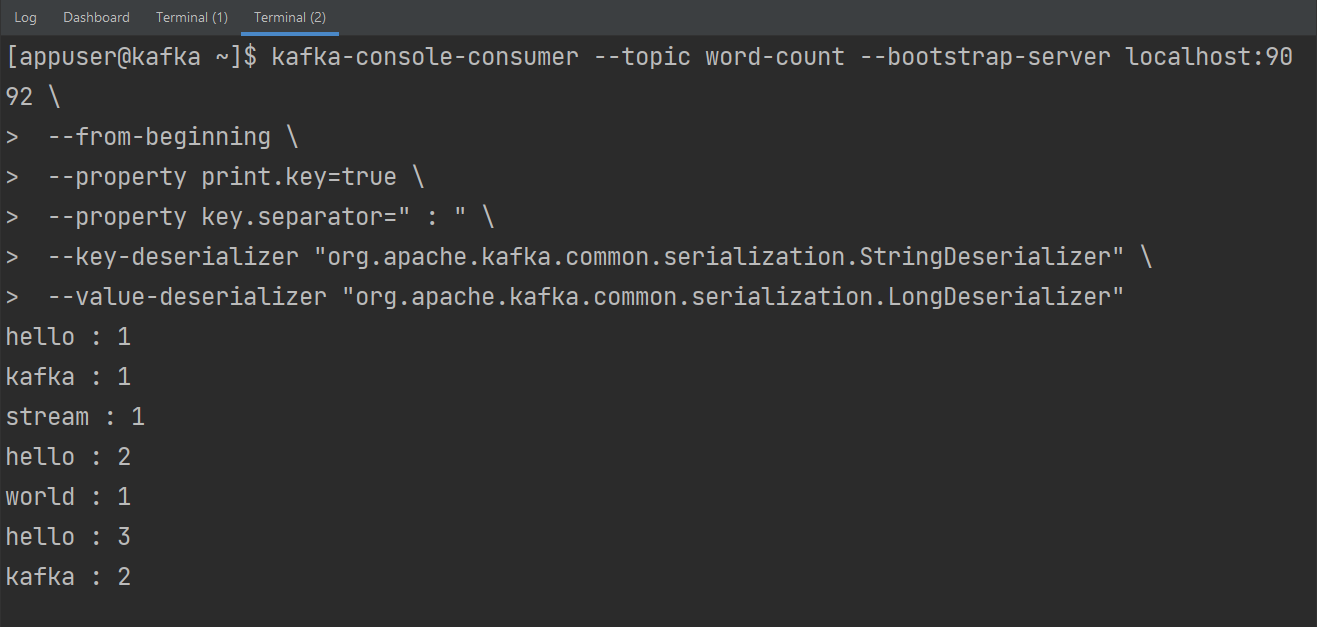 Log Dashboard Terminal (1) Terminal (2)
[appuser@kafka ~]$ kafka-console-consumer --topic word-count --bootstrap-server localhost:90
92 \
>  --from-beginning \
>  --property print.key=true \
>  --property key.separator=" : " \
>  --key-deserializer "org.apache.kafka.common.serialization.StringDeserializer" \
>  --value-deserializer "org.apache.kafka.common.serialization.LongDeserializer"
hello : 1
kafka : 1
stream : 1
hello : 2
world : 1
hello : 3
kafka : 2